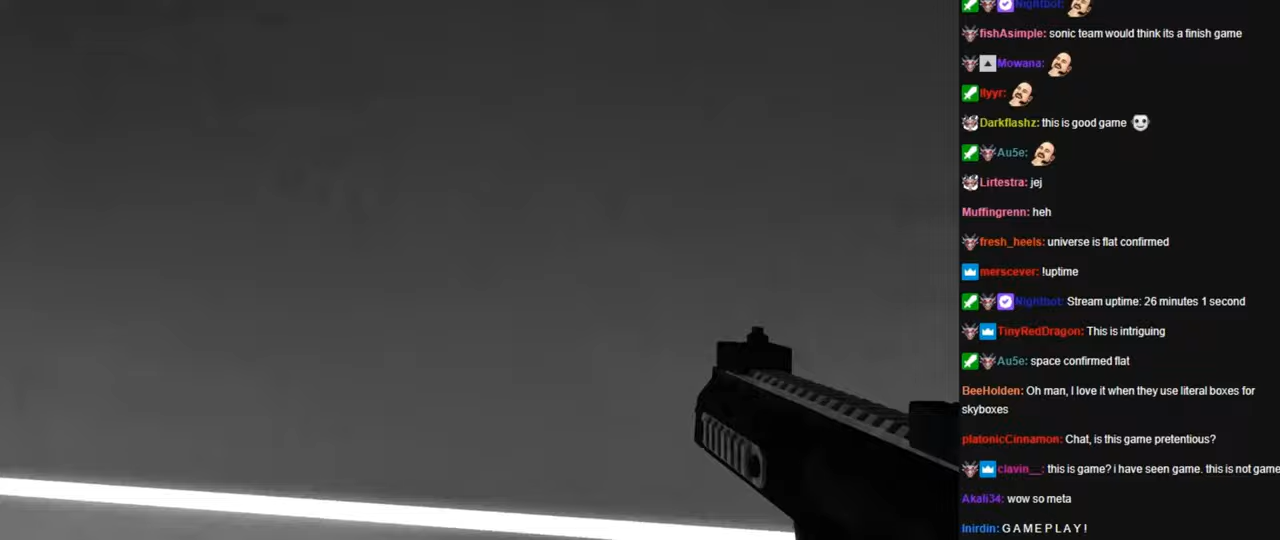 Nightbot:
fishAsimple: sonic team would think its a finish game
Mowana:
llyyr:
Darkflashz: this is good game
Au5e:
Lirtestra: jej
Muffingrenn: heh
fresh_heels: universe is flat confirmed
merscever: !uptime
Nightbot: Stream uptime: 26 minutes 1 second
TinyRedDragon: This is intriguing
Au5e: space confirmed flat
BeeHolden: Oh man, I love it when they use literal boxes for
skyboxes
platonicCinnamon: Chat, is this game pretentious?
clavin__: this is game? i have seen game. this is not game
Akali34: wow so meta
Inirdin: G A M E P L A Y !